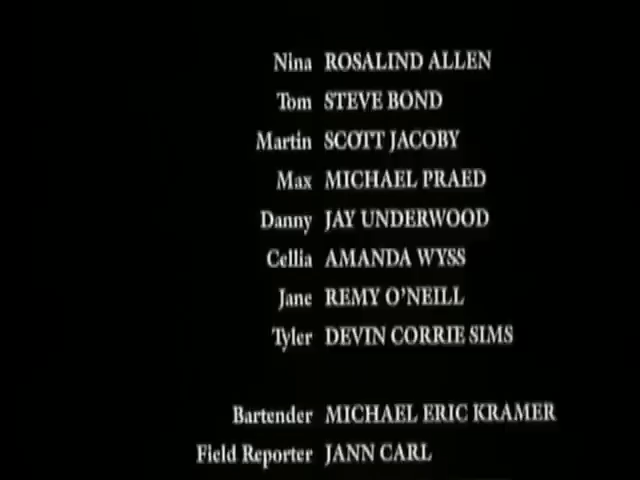 Nina ROSALIND ALLEN
Tom STEVE BOND
Martin SCOTT JACOBY
Max MICHAEL PRAED
Danny JAY UNDERWOOD
Cellia AMANDA WYSS
Jane REMY O'NEILL
Tyler DEVIN CORRIE SIMS
Bartender MICHAEL ERIC KRAMER
Field Reporter JANN CARL